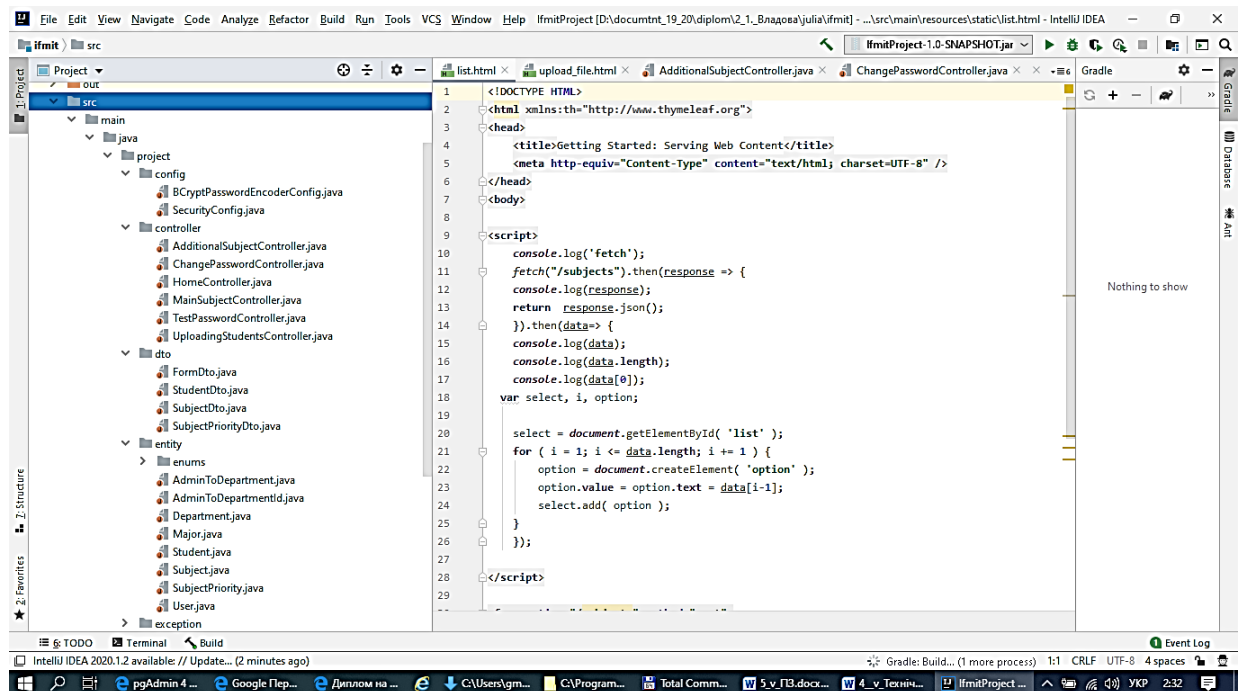 File Edit View Navigate Code Analyze Refactor Build Run Tools VCS Window Help IfmitProject [D:\documtnt_19_20\diplom\2_1._Владова\julia\ifmit] - ...\src\main\resources\static\list.html - IntelliJ IDEA
ifmit src
IfmitProject-1.0-SNAPSHOT.jar
Project
list.html upload_file.html AdditionalSubjectController.java ChangePasswordController.java 6
Gradle
1: Project
Gradle
Database
Ant
7: Structure
2: Favorites
out
src
main
java
project
config
BCryptPasswordEncoderConfig.java
SecurityConfig.java
controller
AdditionalSubjectController.java
ChangePasswordController.java
HomeController.java
MainSubjectController.java
TestPasswordController.java
UploadingStudentsController.java
dto
FormDto.java
StudentDto.java
SubjectDto.java
SubjectPriorityDto.java
entity
enums
AdminToDepartment.java
AdminToDepartmentId.java
Department.java
Major.java
Student.java
Subject.java
SubjectPriority.java
User.java
exception
1 <!DOCTYPE HTML>
2 <html xmlns:th="http://www.thymeleaf.org">
3 <head>
4 <title>Getting Started: Serving Web Content</title>
5 <meta http-equiv="Content-Type" content="text/html; charset=UTF-8" />
6 </head>
7 <body>
8
9 <script>
10 console.log('fetch');
11 fetch("/subjects").then(response => {
12 console.log(response);
13 return response.json();
14 }).then(data=> {
15 console.log(data);
16 console.log(data.length);
17 console.log(data[0]);
18 var select, i, option;
19
20 select = document.getElementById( 'list' );
21 for ( i = 1; i <= data.length; i += 1 ) {
22 option = document.createElement( 'option' );
23 option.value = option.text = data[i-1];
24 select.add( option );
25 }
26 });
27
28 </script>
29
Nothing to show
6: TODO Terminal Build
1 Event Log
IntelliJ IDEA 2020.1.2 available: // Update... (2 minutes ago)
Gradle: Build... (1 more process) 1:1 CRLF UTF-8 4 spaces
pgAdmin 4 ... Google Пер... Диплом на ... C:\Users\gm... C:\Program... Total Comm... 5_v_ПЗ.docx... 4_v_Техніч... IfmitProject ... УКР 2:32